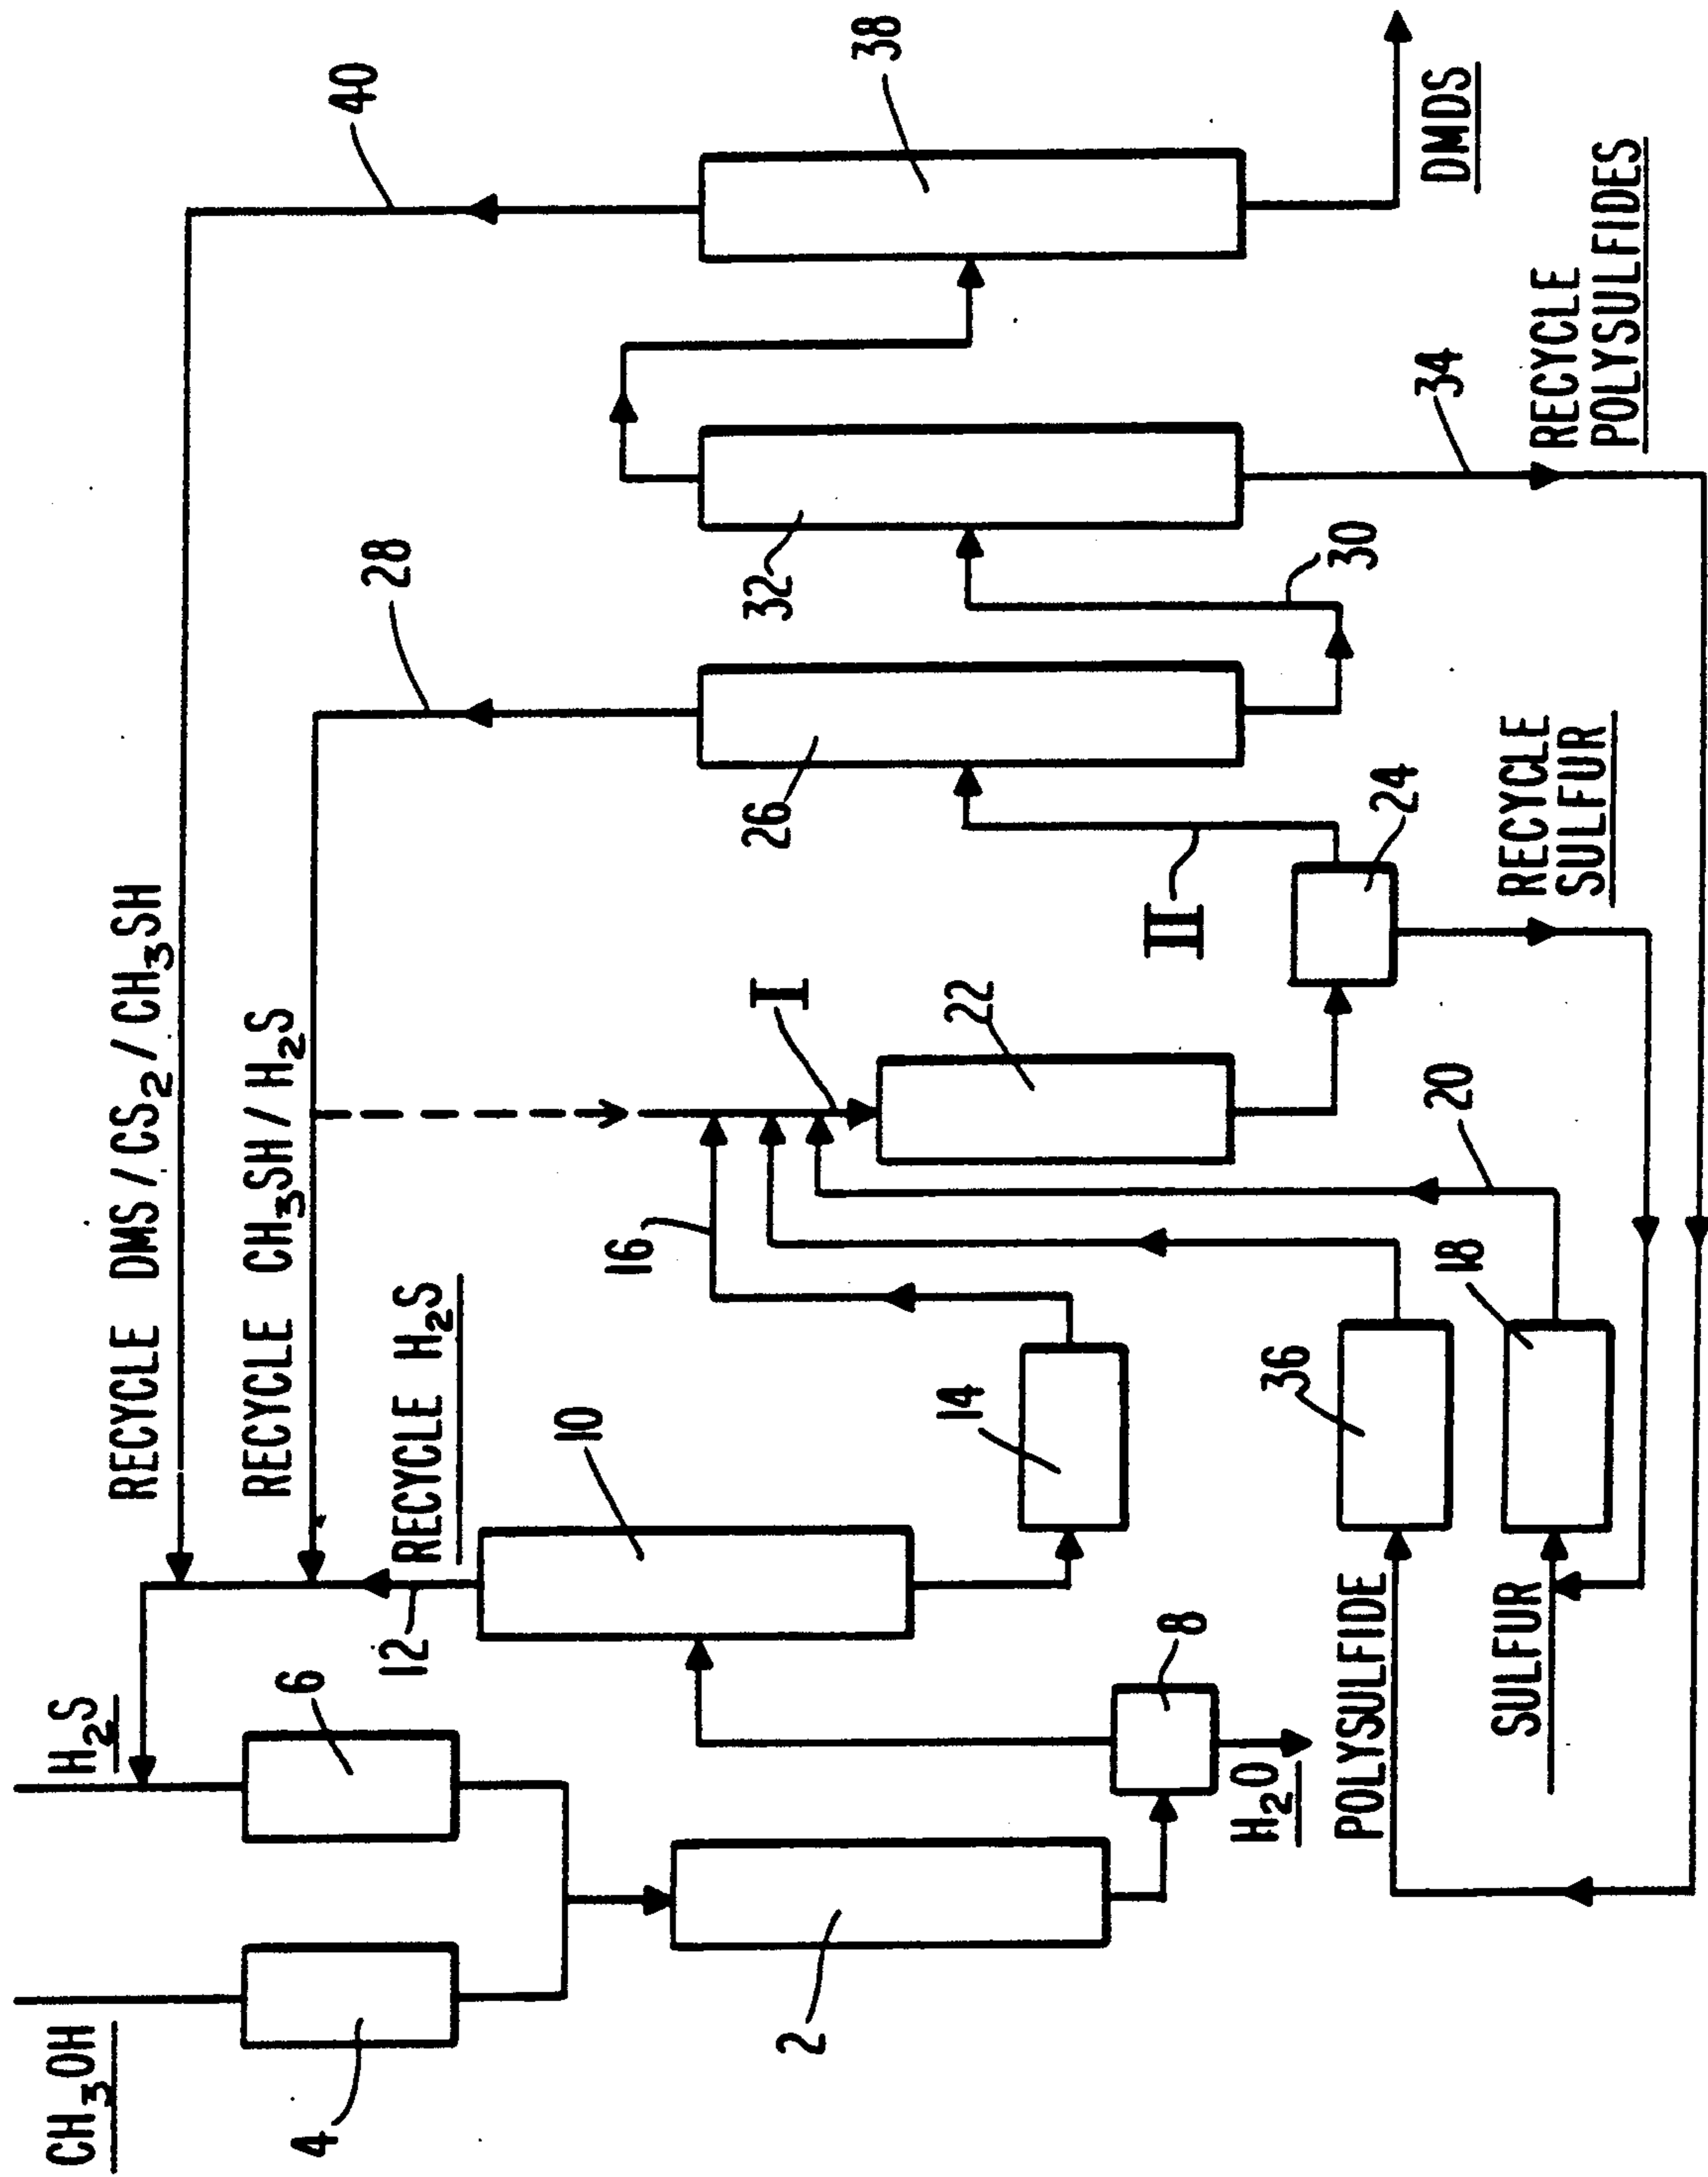 RECYCLE DMS/CS2/CH3SH
40
28
RECYCLE CH3SH/H2S
H2S
CH3OH
RECYCLE H2S
6
4
12
10
16
I
38
32
26
22
2
14
8
H2O
II
30
24
20
DMDS
36
18
34
POLYSULFIDE
SULFUR
RECYCLE
SULFUR
RECYCLE
POLYSULFIDES